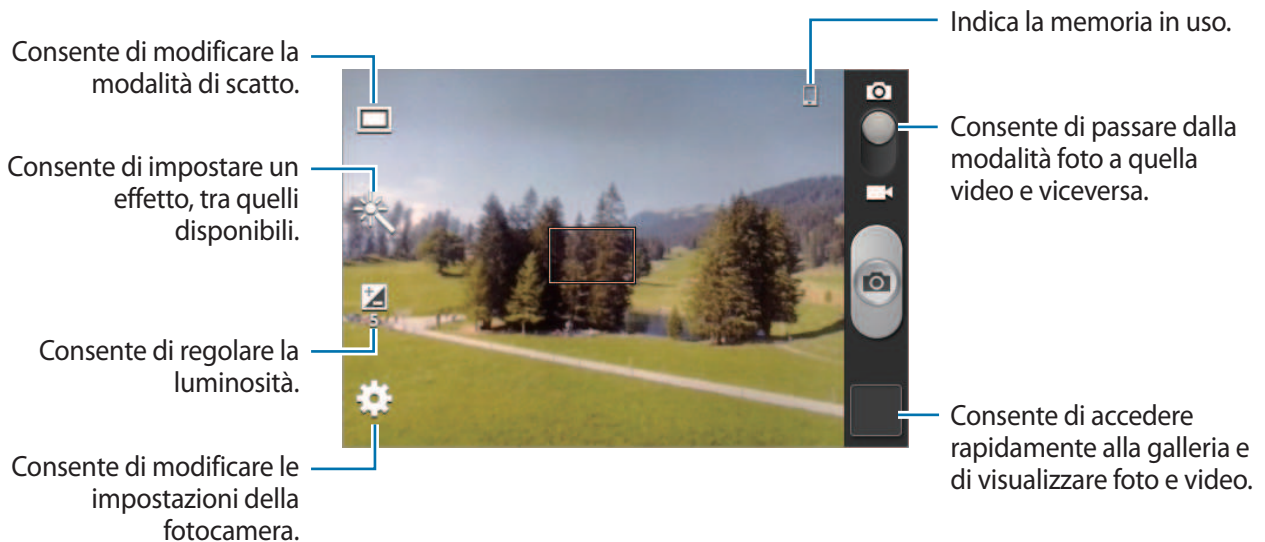 Consente di modificare la
modalità di scatto.
Consente di impostare un
effetto, tra quelli
disponibili.
5
Consente di regolare la
luminosità.
Consente di modificare le
impostazioni della
fotocamera.
Indica la memoria in uso.
Consente di passare dalla
modalità foto a quella
video e viceversa.
Consente di accedere
rapidamente alla galleria e
di visualizzare foto e video.